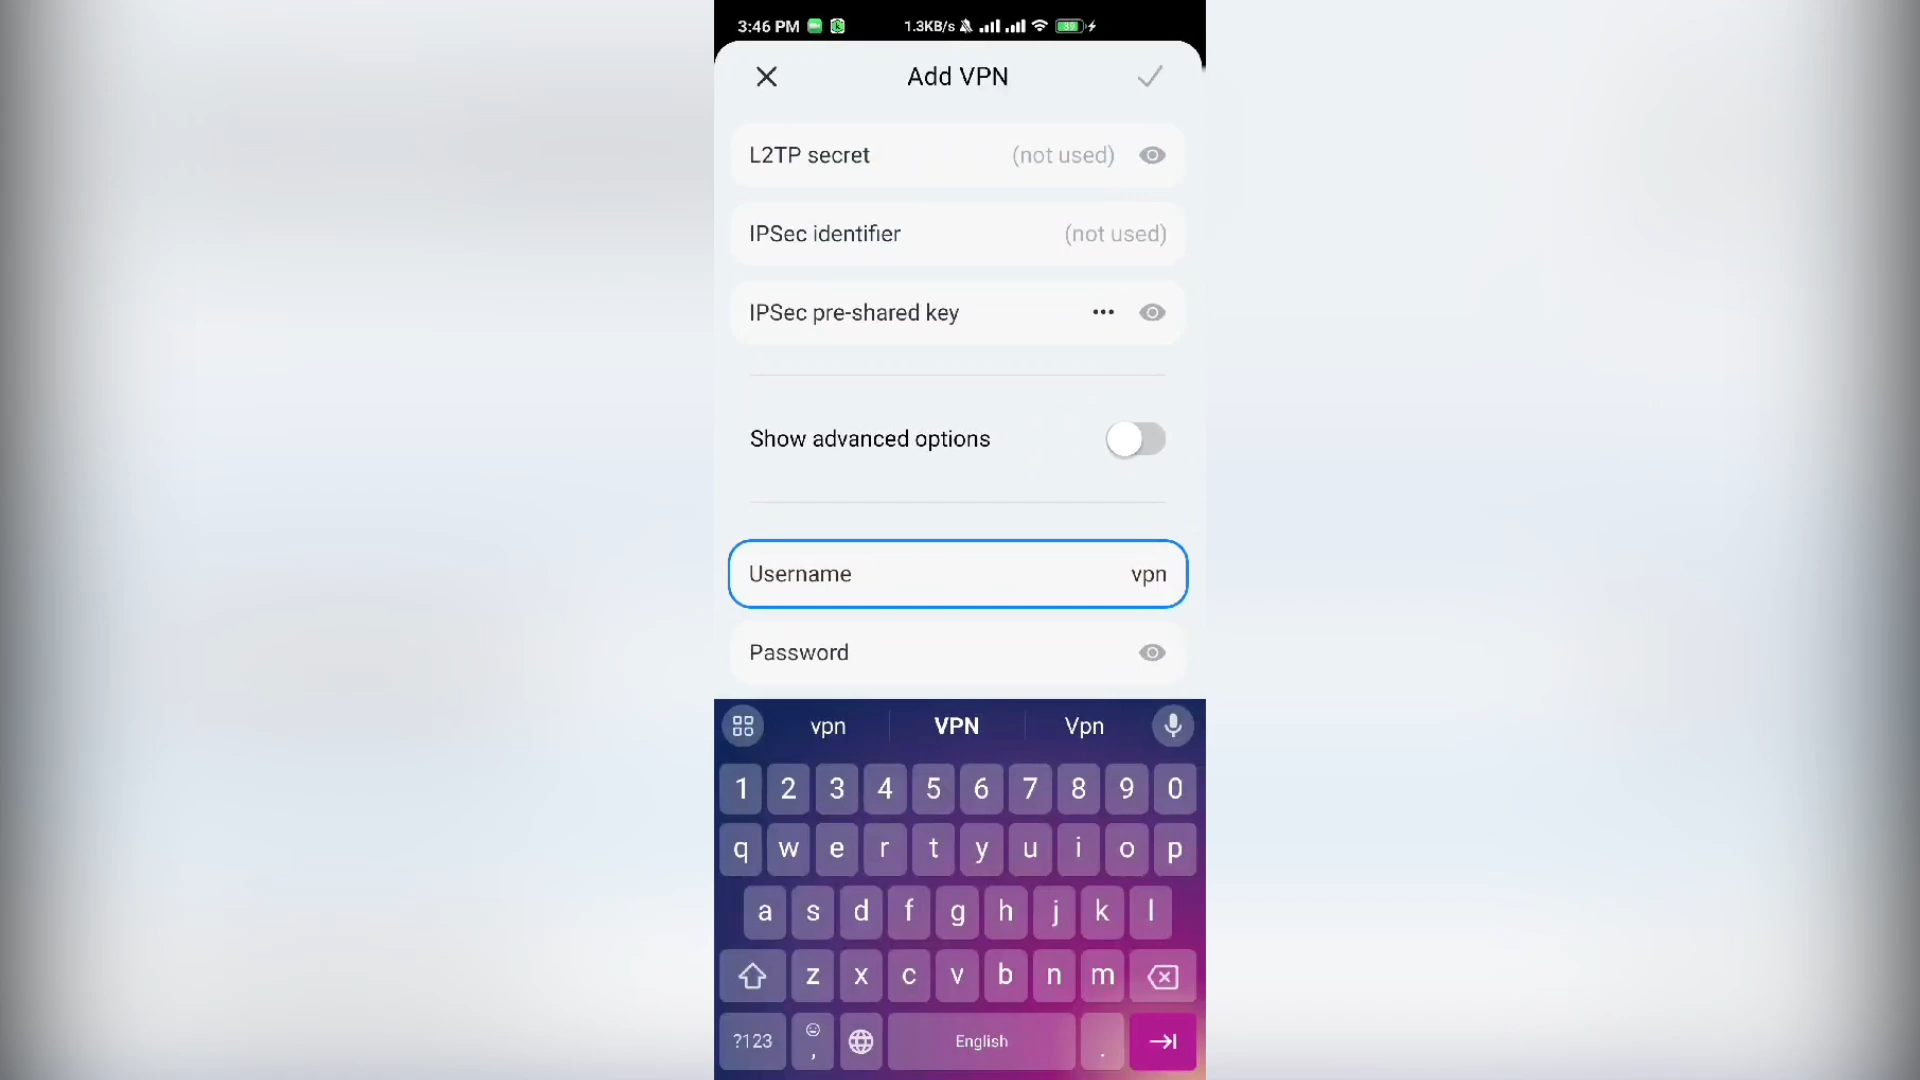 3:46 PM 1.3KB/s 39
Add VPN
L2TP secret (not used)
IPSec identifier (not used)
IPSec pre-shared key •••
Show advanced options
Username vpn
Password
vpn VPN Vpn
1 2 3 4 5 6 7 8 9 0
q w e r t y u i o p
a s d f g h j k l
z x c v b n m
?123 , English .